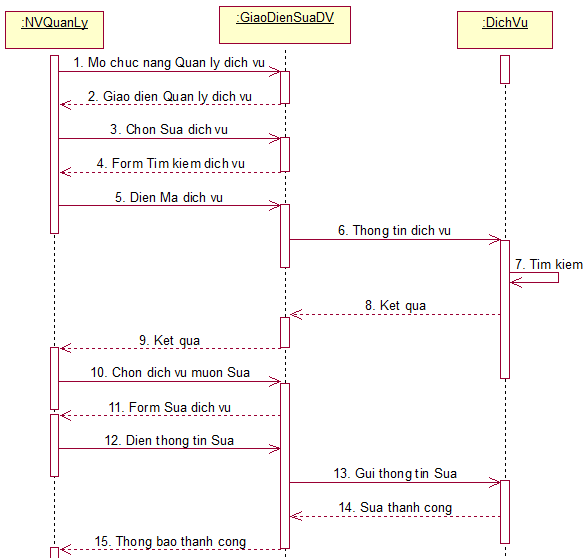 :NVQuanLy
:GiaoDienSuaDV
:DichVu
1. Mo chuc nang Quan ly dich vu
2. Giao dien Quan ly dich vu
3. Chon Sua dich vu
4. Form Tim kiem dich vu
5. Dien Ma dich vu
6. Thong tin dich vu
7. Tim kiem
8. Ket qua
9. Ket qua
10. Chon dich vu muon Sua
11. Form Sua dich vu
12. Dien thong tin Sua
13. Gui thong tin Sua
14. Sua thanh cong
15. Thong bao thanh cong